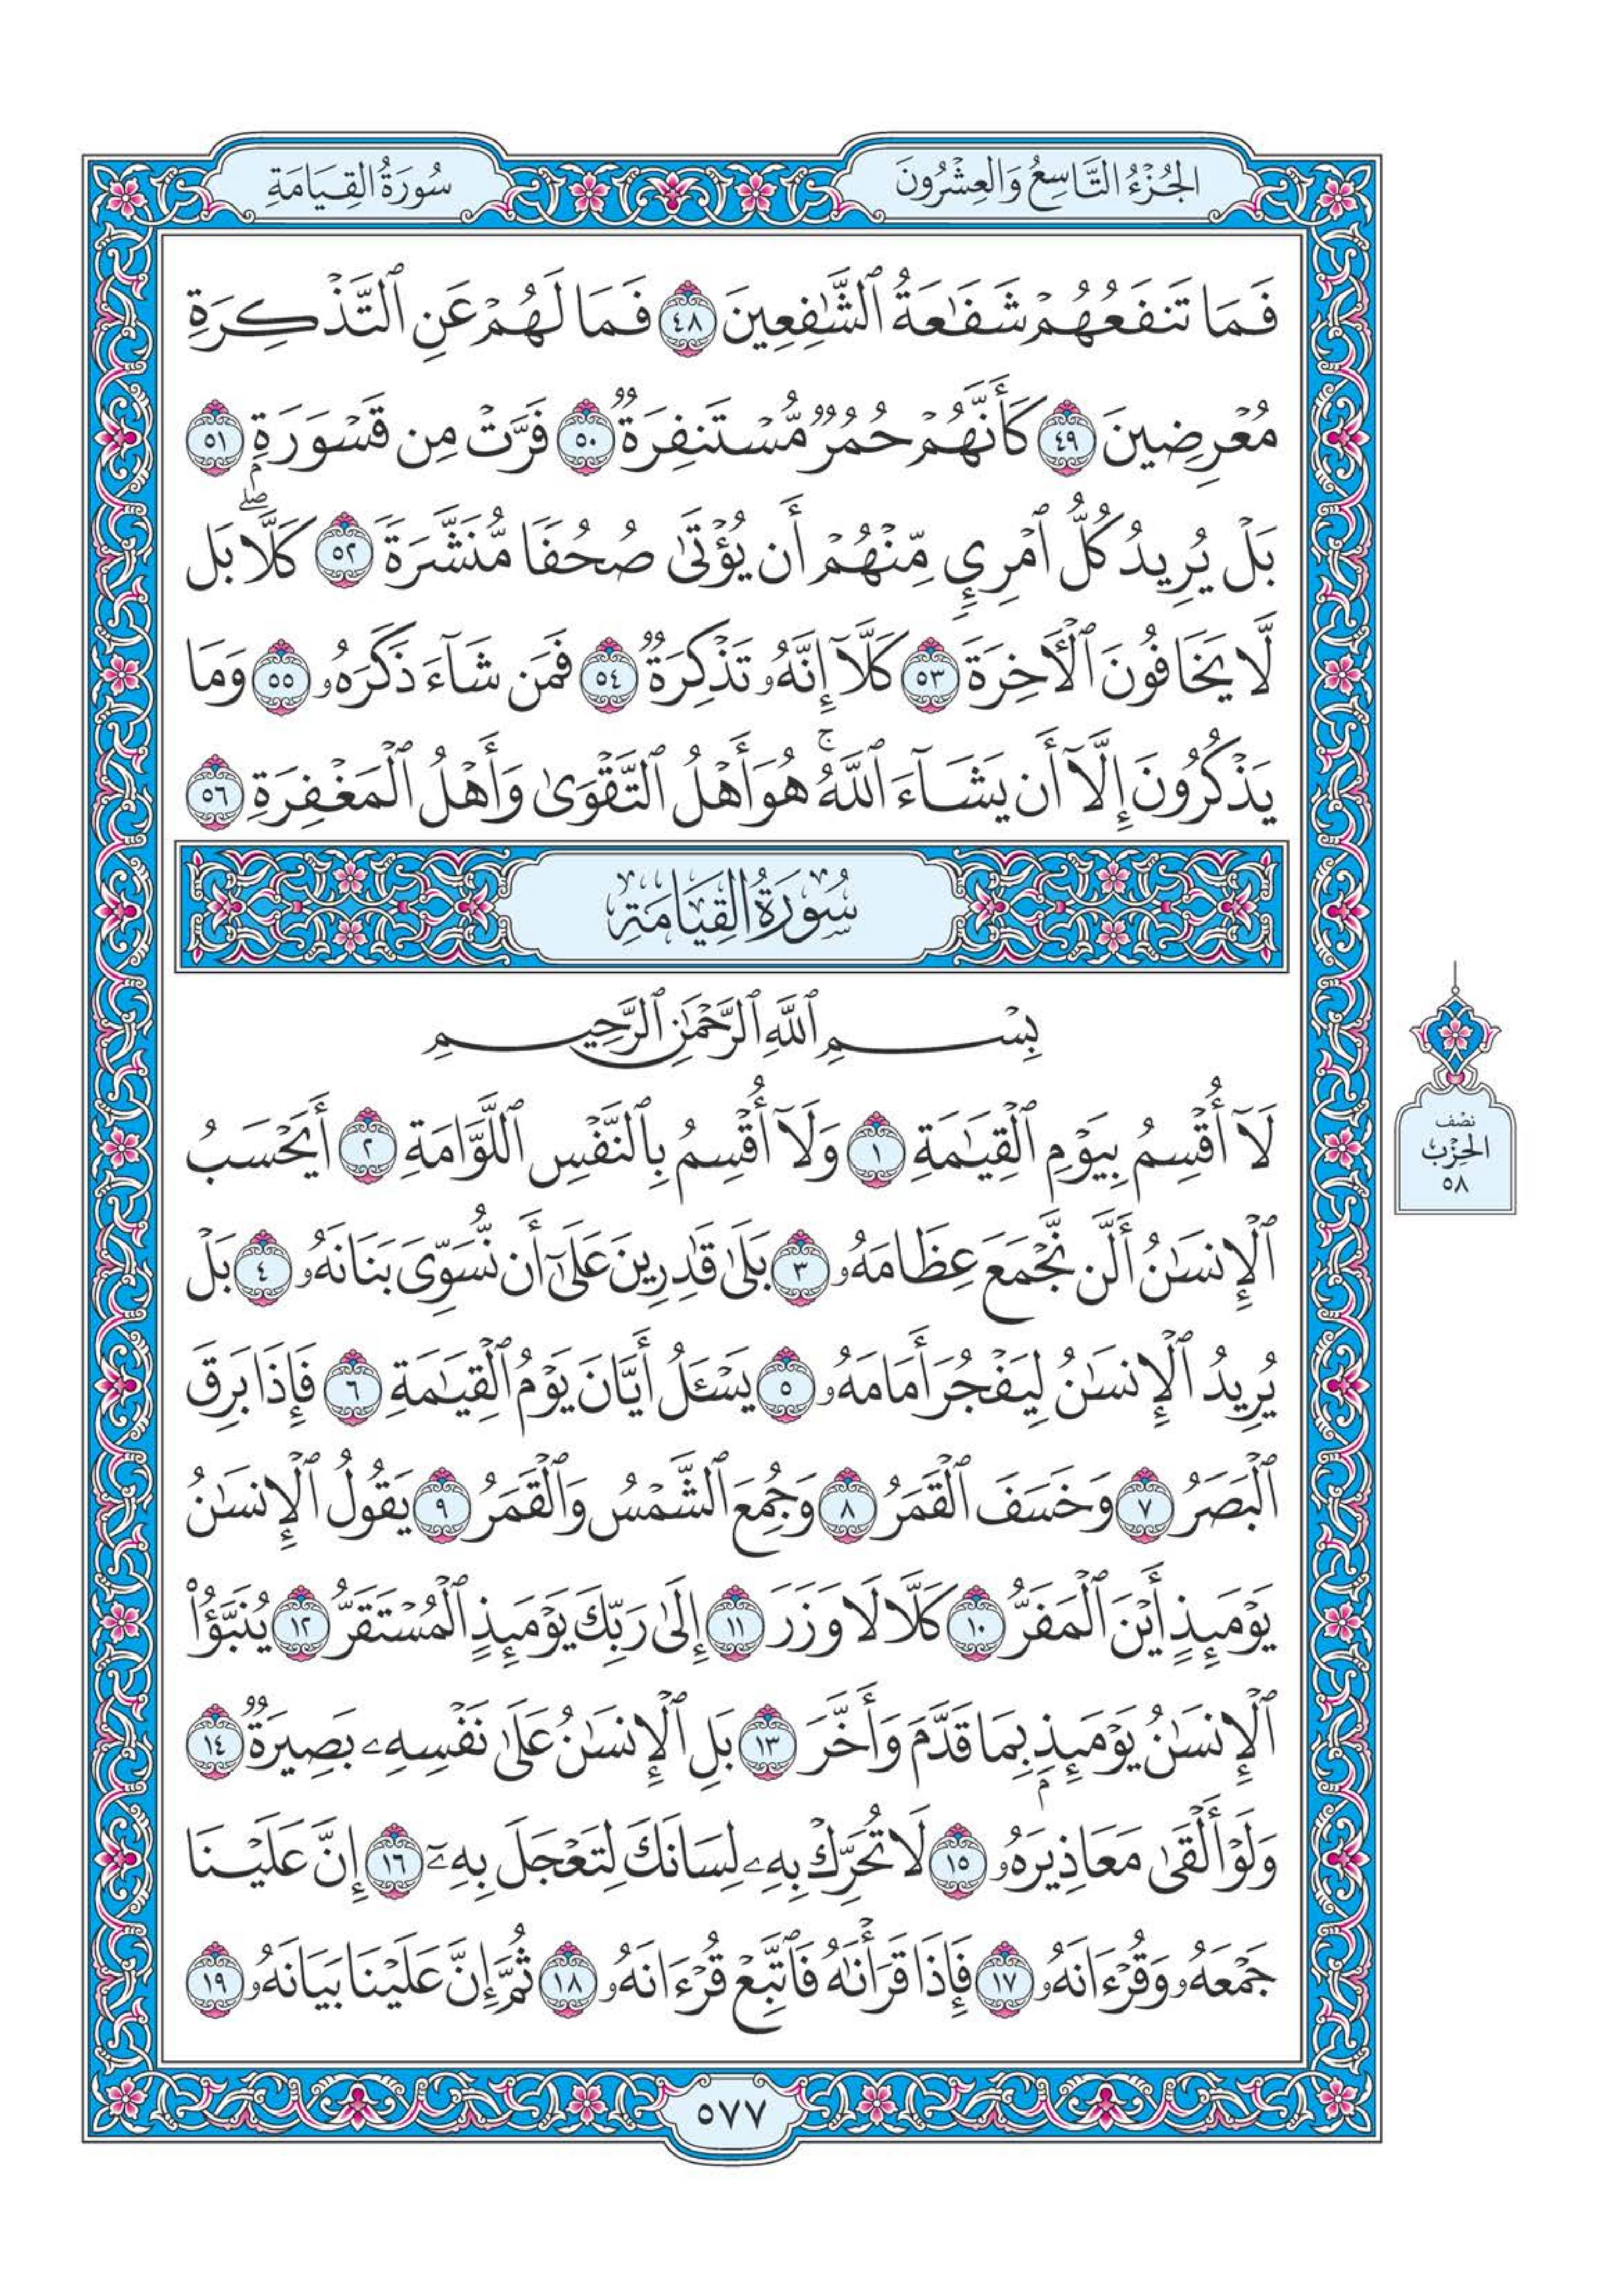 الجُزْءُ التَّاسِعُ وَالعِشْرُونَ
سُورَةُ القِيَامَةِ
فَمَا تَنفَعُهُمْ شَفَٰعَةُ ٱلشَّٰفِعِينَ ٤٨ فَمَا لَهُمْ عَنِ ٱلتَّذْكِرَةِ
مُعْرِضِينَ ٤٩ كَأَنَّهُمْ حُمُرٌ مُّسْتَنفِرَةٌ ٥٠ فَرَّتْ مِن قَسْوَرَةٍۭ ٥١
بَلْ يُرِيدُ كُلُّ ٱمْرِئٍ مِّنْهُمْ أَن يُؤْتَىٰ صُحُفًا مُّنَشَّرَةً ٥٢ كَلَّاۖ بَل
لَّا يَخَافُونَ ٱلْأَخِرَةَ ٥٣ كَلَّآ إِنَّهُۥ تَذْكِرَةٌ ٥٤ فَمَن شَآءَ ذَكَرَهُۥ ٥٥ وَمَا
يَذْكُرُونَ إِلَّآ أَن يَشَآءَ ٱللَّهُۚ هُوَ أَهْلُ ٱلتَّقْوَىٰ وَأَهْلُ ٱلْمَغْفِرَةِ ٥٦
سُورَةُ القِيَامَةِ
بِسْمِ ٱللَّهِ ٱلرَّحْمَٰنِ ٱلرَّحِيمِ
لَآ أُقْسِمُ بِيَوْمِ ٱلْقِيَٰمَةِ ١ وَلَآ أُقْسِمُ بِٱلنَّفْسِ ٱللَّوَّامَةِ ٢ أَيَحْسَبُ
ٱلْإِنسَٰنُ أَلَّن نَّجْمَعَ عِظَامَهُۥ ٣ بَلَىٰ قَٰدِرِينَ عَلَىٰٓ أَن نُّسَوِّىَ بَنَانَهُۥ ٤ بَلْ
يُرِيدُ ٱلْإِنسَٰنُ لِيَفْجُرَ أَمَامَهُۥ ٥ يَسْـَٔلُ أَيَّانَ يَوْمُ ٱلْقِيَٰمَةِ ٦ فَإِذَا بَرِقَ
ٱلْبَصَرُ ٧ وَخَسَفَ ٱلْقَمَرُ ٨ وَجُمِعَ ٱلشَّمْسُ وَٱلْقَمَرُ ٩ يَقُولُ ٱلْإِنسَٰنُ
يَوْمَئِذٍ أَيْنَ ٱلْمَفَرُّ ١٠ كَلَّا لَا وَزَرَ ١١ إِلَىٰ رَبِّكَ يَوْمَئِذٍ ٱلْمُسْتَقَرُّ ١٢ يُنَبَّؤُاْ
ٱلْإِنسَٰنُ يَوْمَئِذٍۭ بِمَا قَدَّمَ وَأَخَّرَ ١٣ بَلِ ٱلْإِنسَٰنُ عَلَىٰ نَفْسِهِۦ بَصِيرَةٌ ١٤
وَلَوْ أَلْقَىٰ مَعَاذِيرَهُۥ ١٥ لَا تُحَرِّكْ بِهِۦ لِسَانَكَ لِتَعْجَلَ بِهِۦٓ ١٦ إِنَّ عَلَيْنَا
جَمْعَهُۥ وَقُرْءَانَهُۥ ١٧ فَإِذَا قَرَأْنَٰهُ فَٱتَّبِعْ قُرْءَانَهُۥ ١٨ ثُمَّ إِنَّ عَلَيْنَا بَيَانَهُۥ ١٩
نصْف
الحِزْب
٥٨
٥٧٧